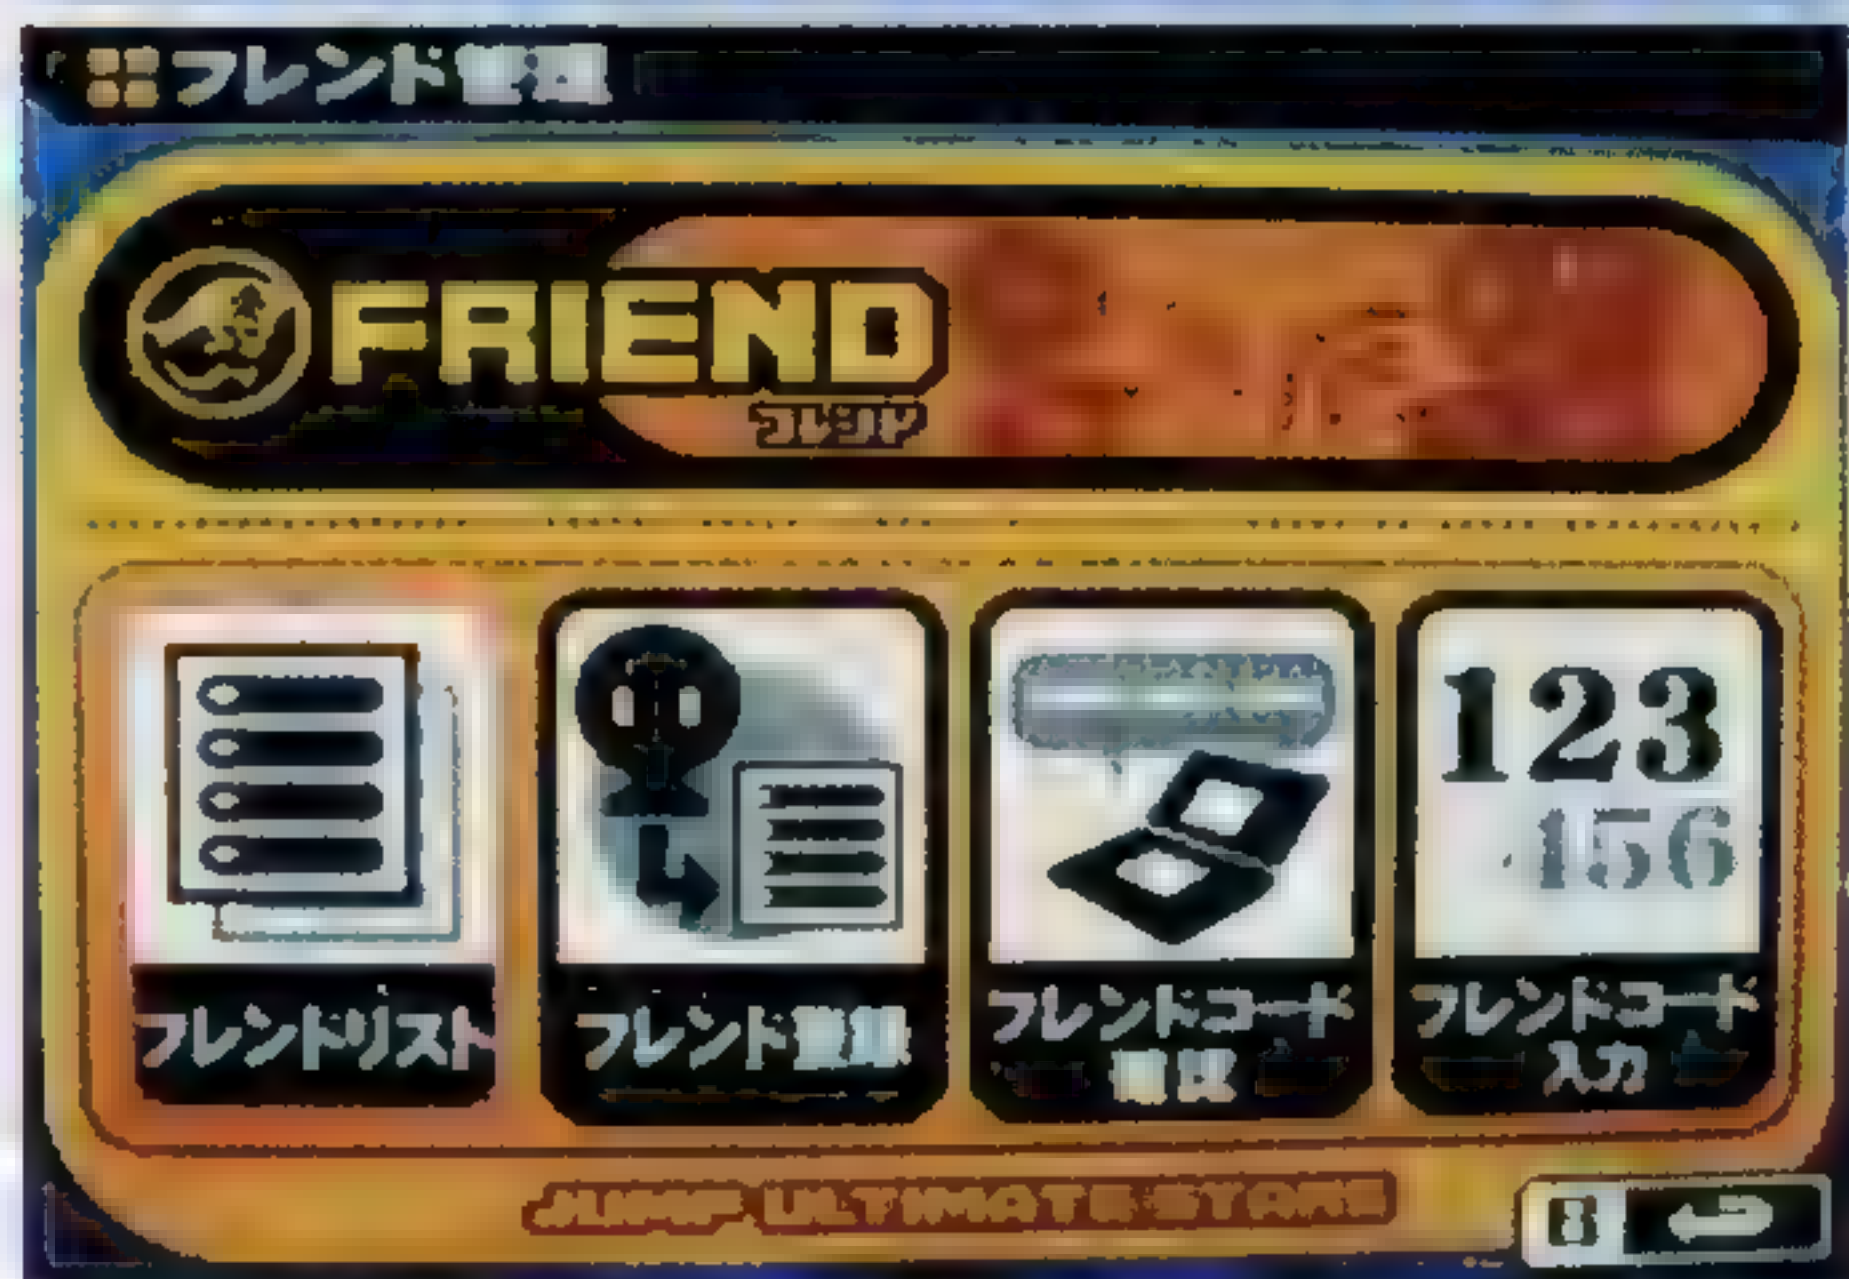 フレンド管理
FRIEND
フレンド
123
456
フレンドリスト
フレンド登録
フレンドコード
確認
フレンドコード
入力
JUMP ULTIMATE STARS
B